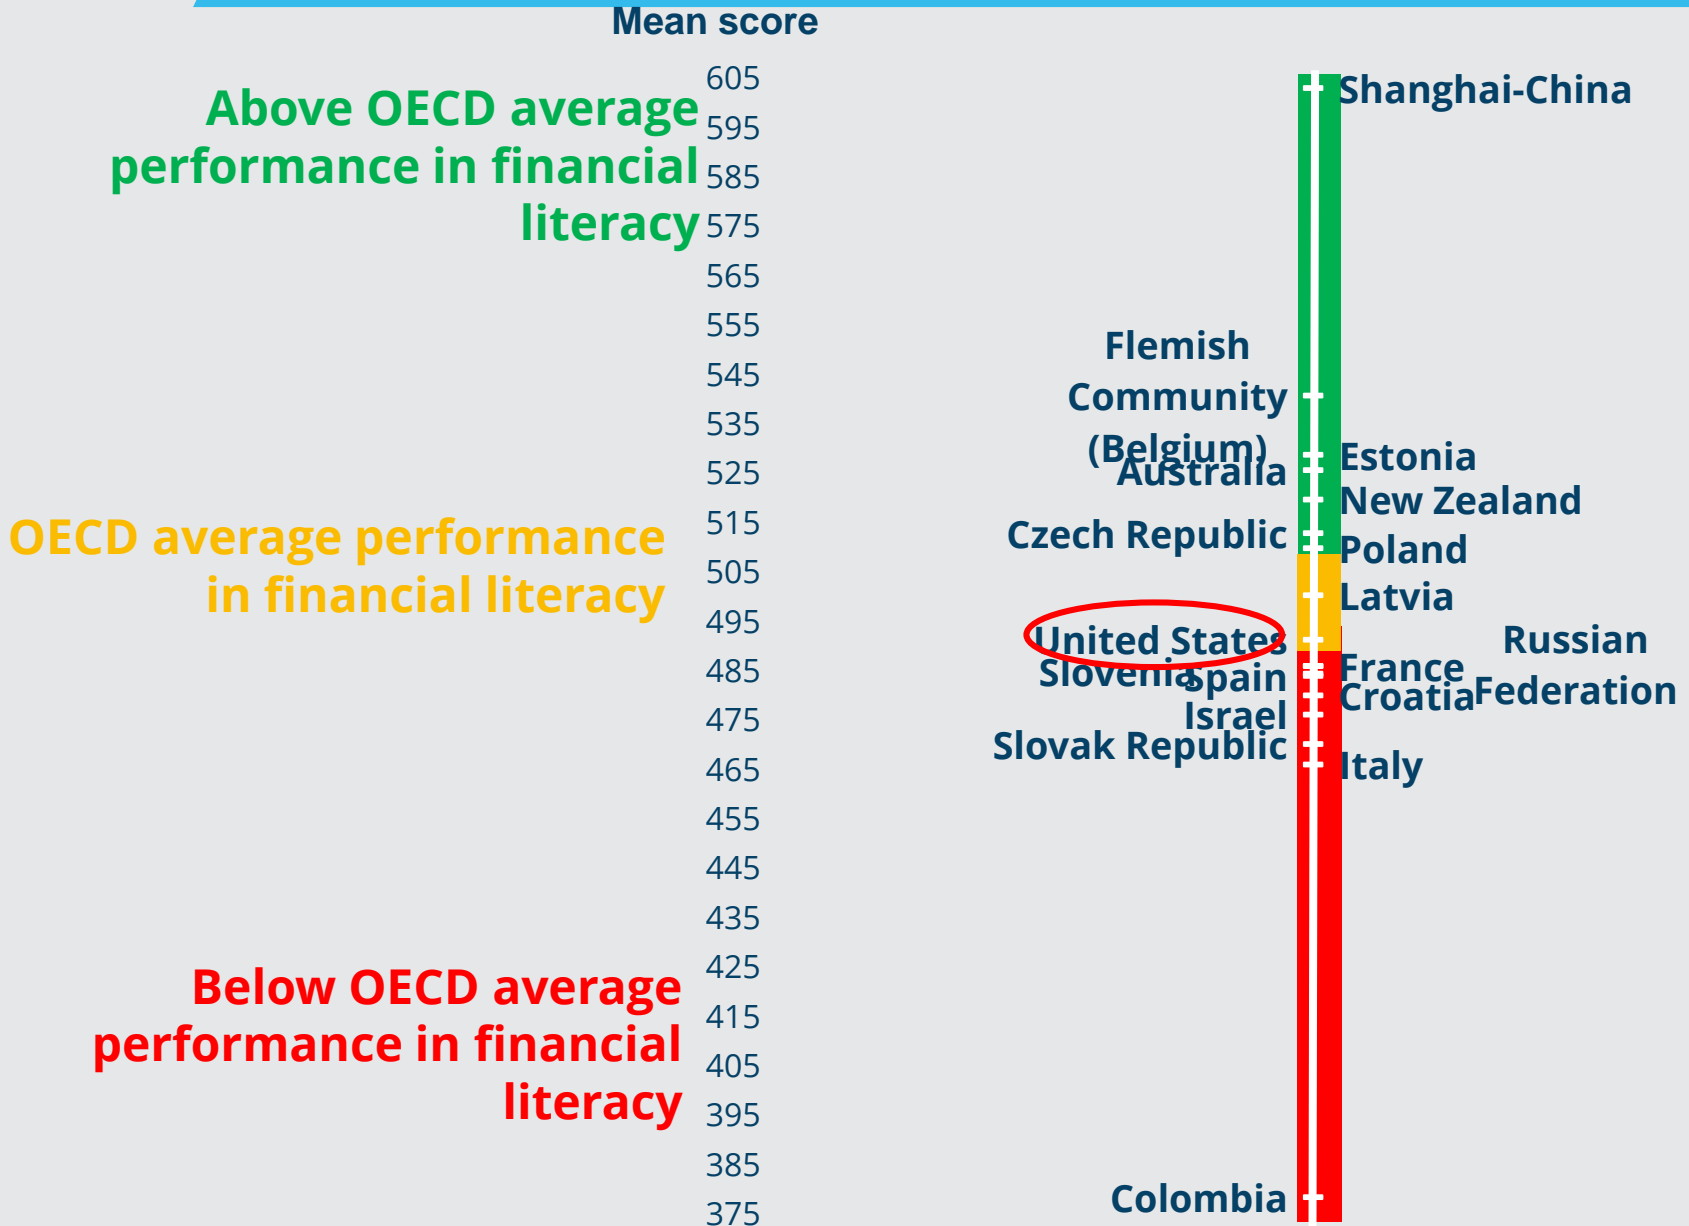 Mean score
605
595
585
575
565
555
545
535
525
515
505
495
485
475
465
455
445
435
425
415
405
395
385
375
Above OECD average
performance in financial
literacy
OECD average performance
in financial literacy
Below OECD average
performance in financial
literacy
Shanghai-China
Flemish
Community
(Belgium)
Estonia
Australia
New Zealand
Czech Republic
Poland
Latvia
United States
Russian
Federation
France
Slovenia
Spain
Croatia
Israel
Slovak Republic
Italy
Colombia